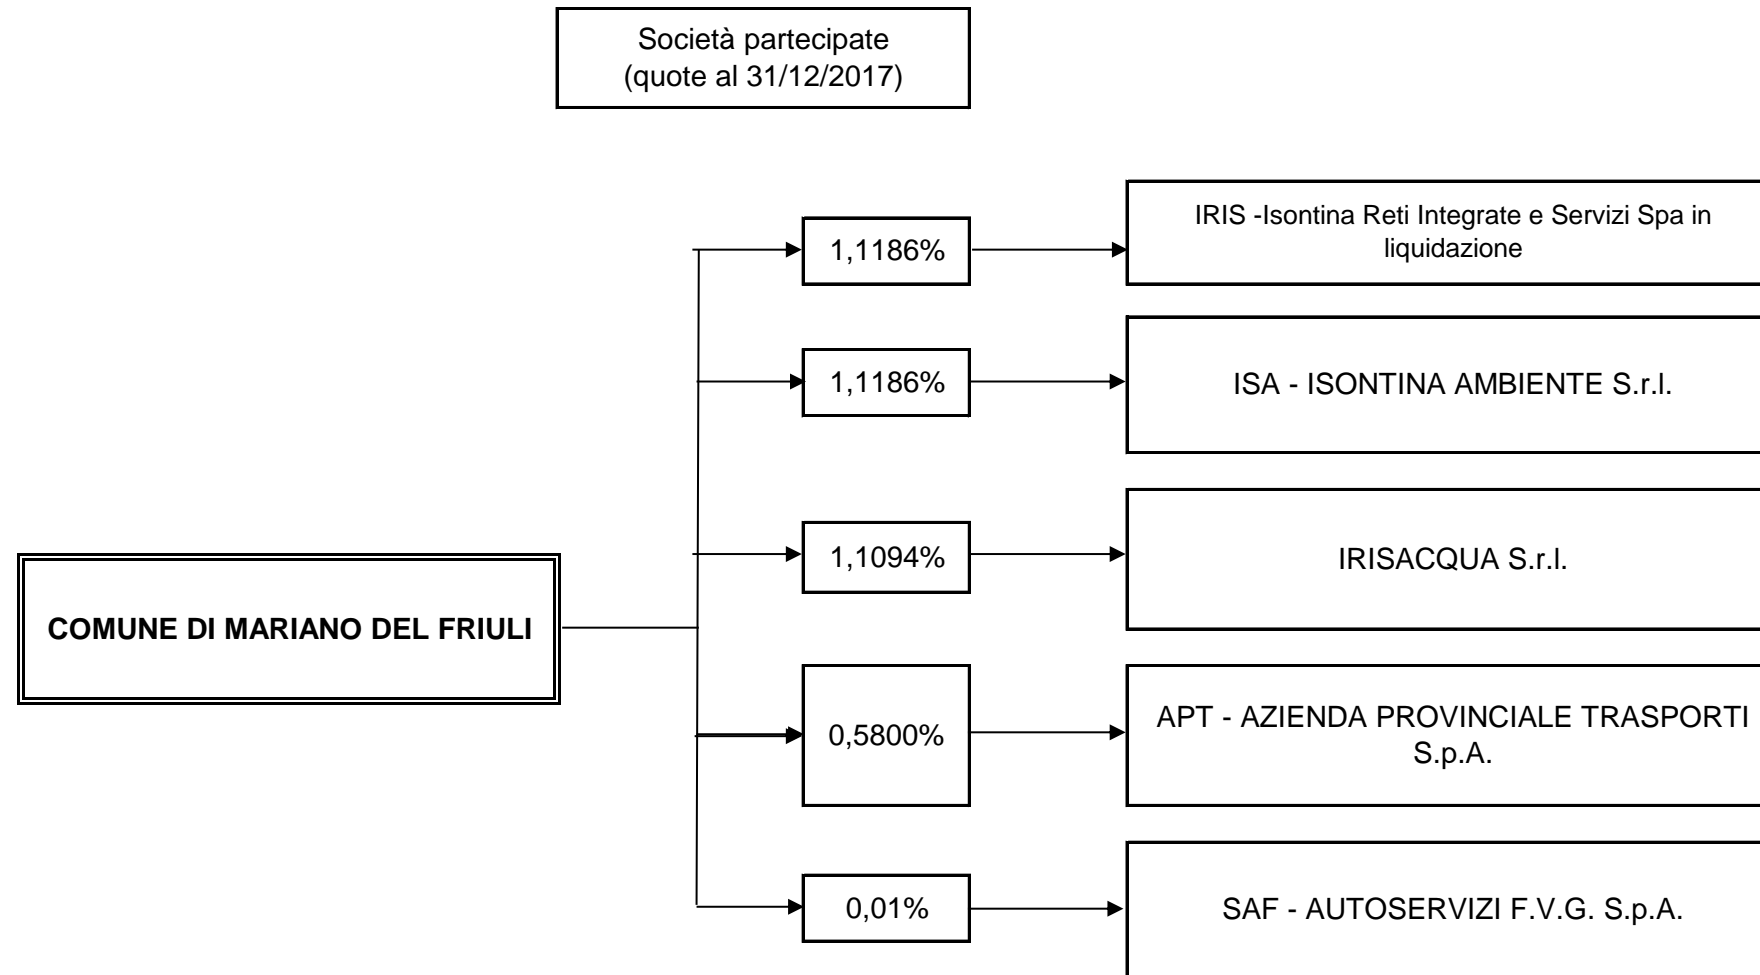 Società partecipate
(quote al 31/12/2017)
1,1186%
IRIS -Isontina Reti Integrate e Servizi Spa in
liquidazione
1,1186%
ISA - ISONTINA AMBIENTE S.r.l.
1,1094%
IRISACQUA S.r.l.
COMUNE DI MARIANO DEL FRIULI
0,5800%
APT - AZIENDA PROVINCIALE TRASPORTI
S.p.A.
0,01%
SAF - AUTOSERVIZI F.V.G. S.p.A.